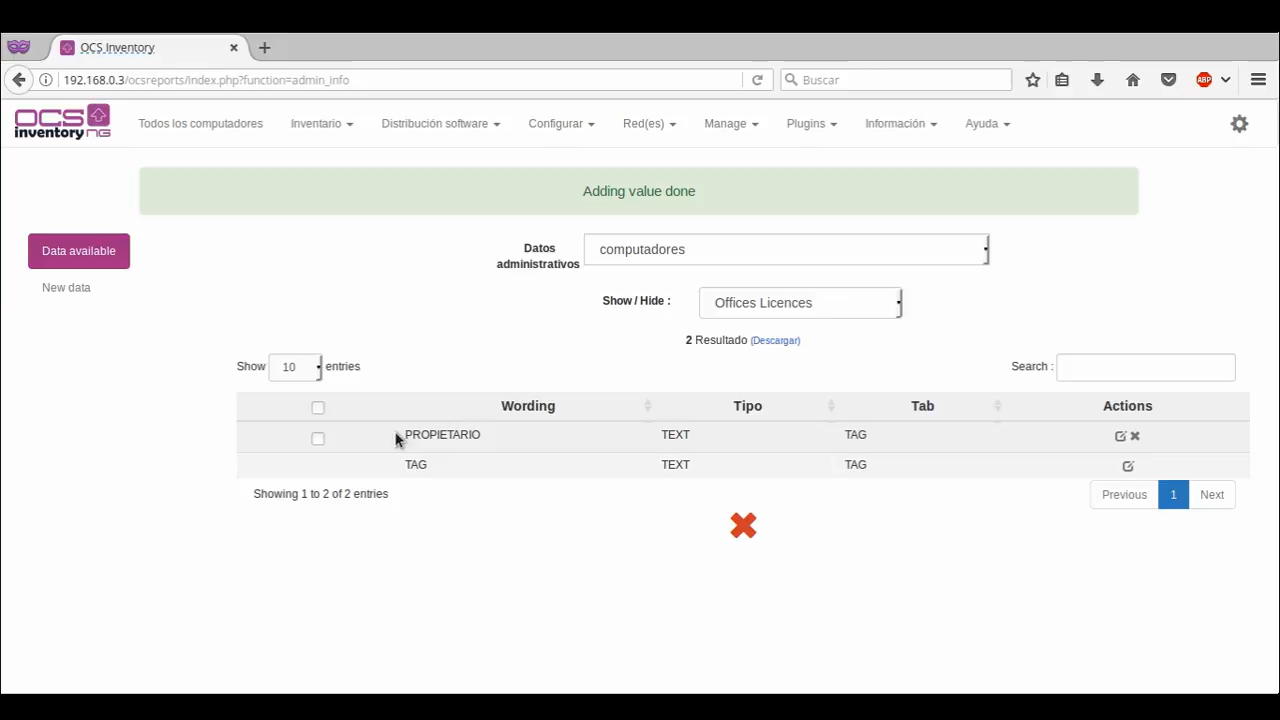 OCS Inventory
192.168.0.3/ocsreports/index.php?function=admin_info
Buscar
ABP
OCS inventory NG
Todos los computadores Inventario Distribución software Configurar Red(es) Manage Plugins Información Ayuda
Adding value done
Data available
New data
Datos
administrativos
computadores
Show / Hide :
Offices Licences
2 Resultado (Descargar)
Show 10 entries
Search :
Wording Tipo Tab Actions
PROPIETARIO TEXT TAG
TAG TEXT TAG
Showing 1 to 2 of 2 entries
Previous 1 Next